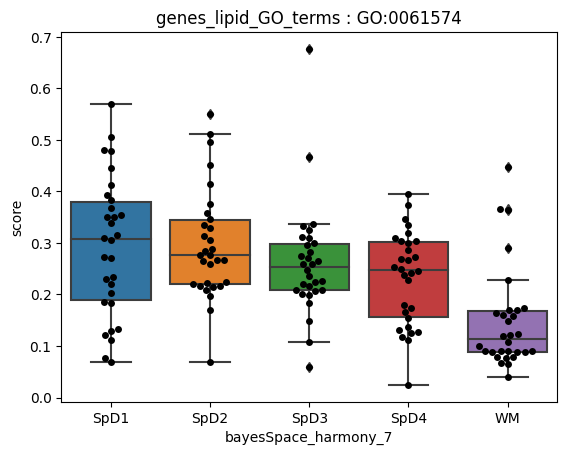 genes_lipid_GO_terms : GO:0061574
0.7
0.6
0.5
0.4
0.3
0.2
0.1
0.0
score
SpD1 SpD2 SpD3 SpD4 WM
bayesSpace_harmony_7